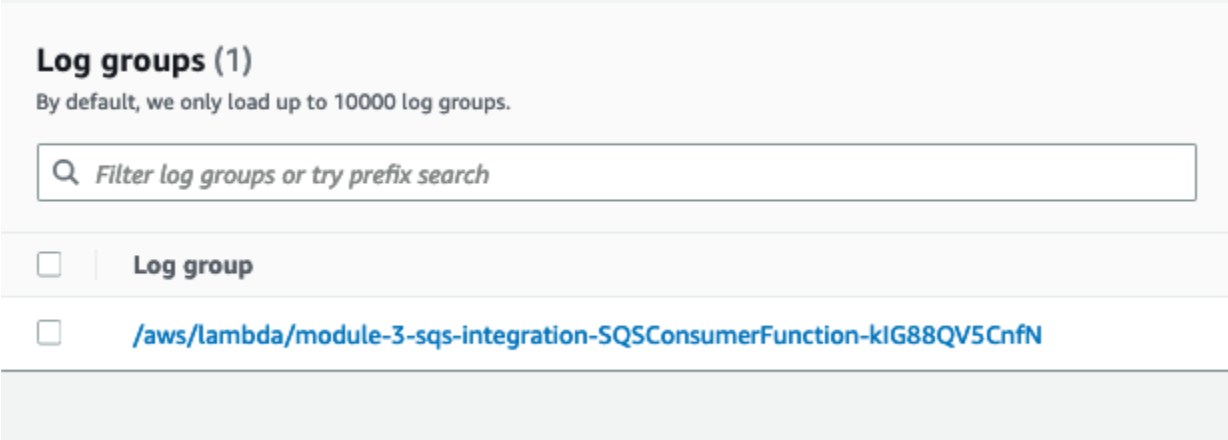 Log groups (1)
By default, we only load up to 10000 log groups.
Filter log groups or try prefix search
Log group
/aws/lambda/module-3-sqs-integration-SQSConsumerFunction-kIG88QV5CnfN